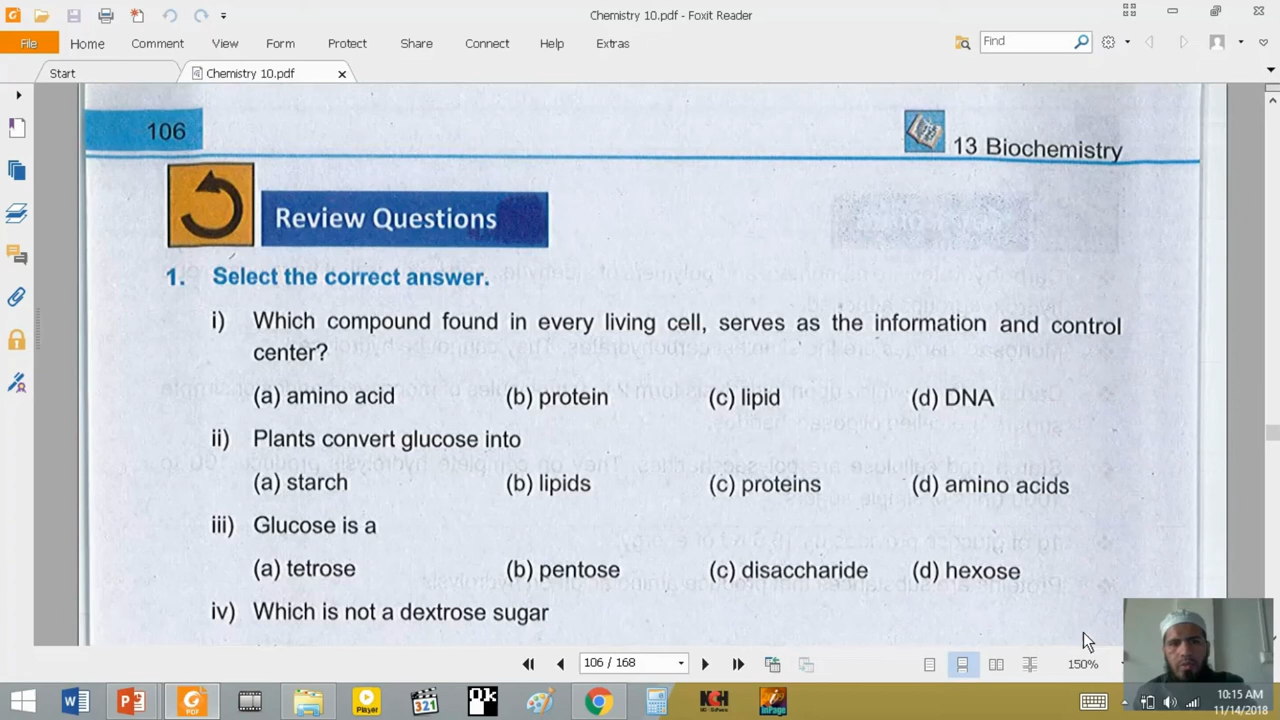 Chemistry 10.pdf - Foxit Reader
File Home Comment View Form Protect Share Connect Help Extras
Find
Start
Chemistry 10.pdf
106
13 Biochemistry
Review Questions
1. Select the correct answer.
i) Which compound found in every living cell, serves as the information and control
center?
(a) amino acid (b) protein (c) lipid (d) DNA
ii) Plants convert glucose into
(a) starch (b) lipids (c) proteins (d) amino acids
iii) Glucose is a
(a) tetrose (b) pentose (c) disaccharide (d) hexose
iv) Which is not a dextrose sugar
106 / 168
150%
Player
321
InPage
10:15 AM
11/14/2018